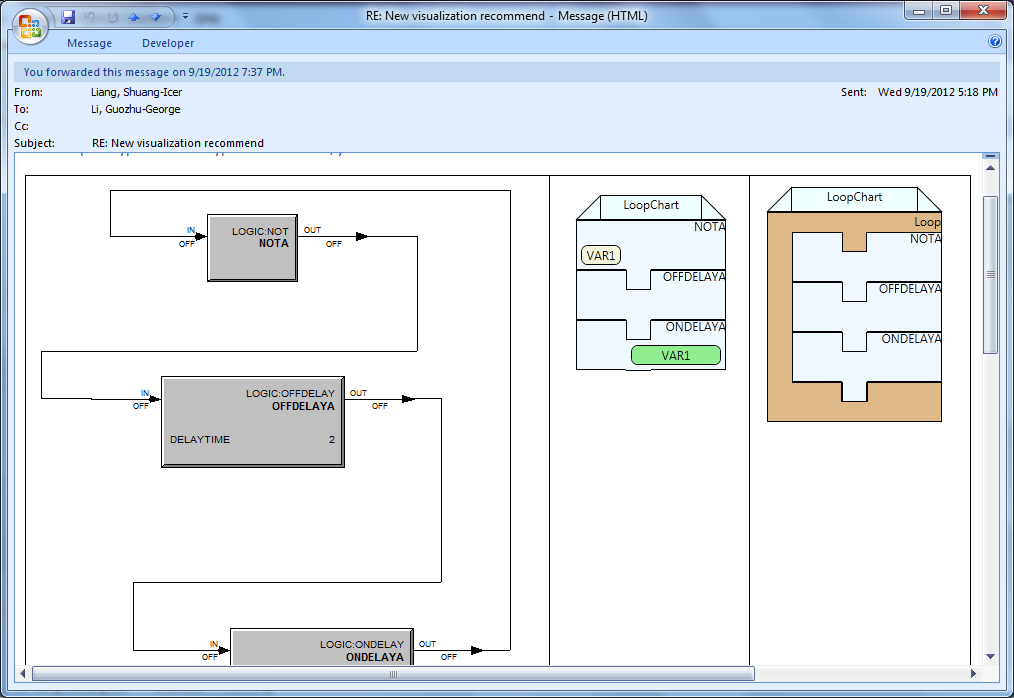 RE: New visualization recommend - Message (HTML)
Message Developer
You forwarded this message on 9/19/2012 7:37 PM.
From: Liang, Shuang-Icer Sent: Wed 9/19/2012 5:18 PM
To: Li, Guozhu-George
Cc:
Subject: RE: New visualization recommend
IN
OFF
LOGIC:NOT
NOTA
OUT
OFF
IN
OFF
LOGIC:OFFDELAY
OFFDELAYA
DELAYTIME 2
OUT
OFF
IN
OFF
LOGIC:ONDELAY
ONDELAYA
OUT
OFF
LoopChart
NOTA
VAR1
OFFDELAYA
ONDELAYA
VAR1
LoopChart
Loop
NOTA
OFFDELAYA
ONDELAYA